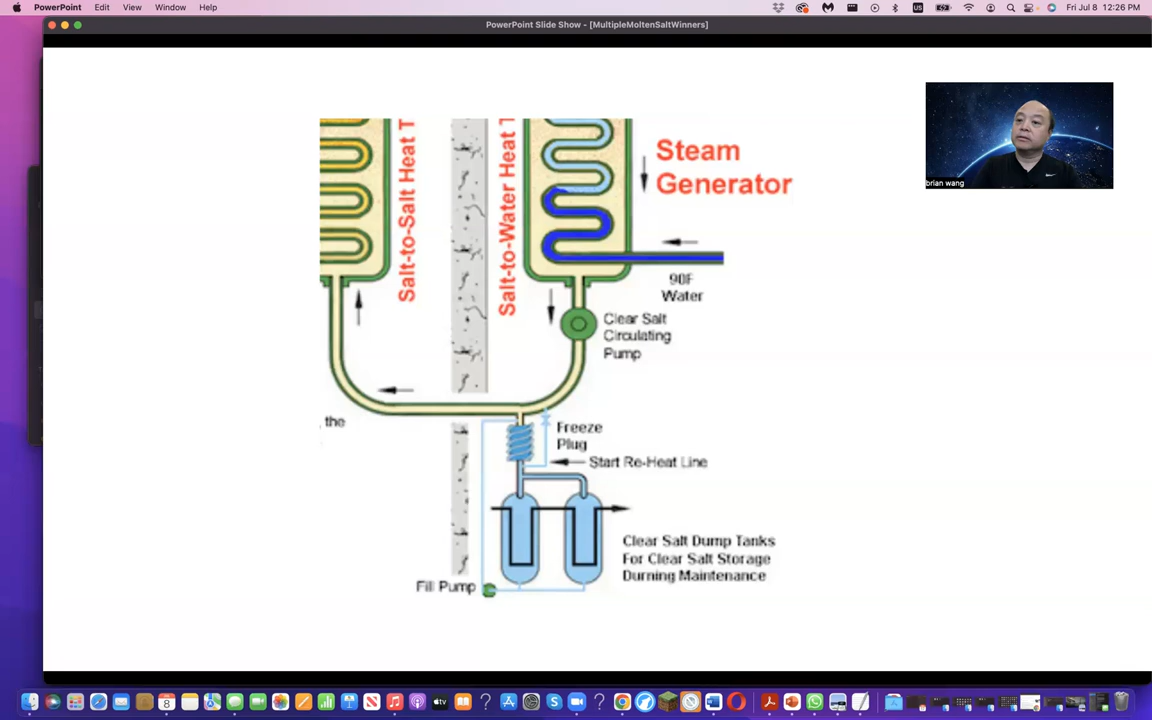 PowerPoint Edit View Window Help
US
Fri Jul 8 12:26 PM
PowerPoint Slide Show - [MultipleMoltenSaltWinners]
brian wang
Salt-to-Salt Heat T
Salt-to-Water Heat T
Steam
Generator
90F
Water
Clear Salt
Circulating
Pump
the
Freeze
Plug
Start Re-Heat Line
Clear Salt Dump Tanks
For Clear Salt Storage
Durning Maintenance
Fill Pump